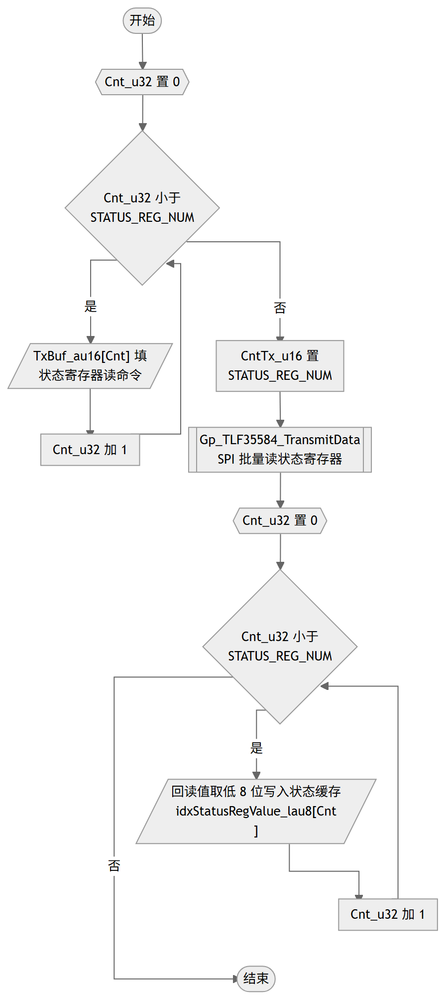 开始
Cnt_u32 置 0
Cnt_u32 小于
STATUS_REG_NUM
是
否
TxBuf_au16[Cnt] 填
状态寄存器读命令
CntTx_u16 置
STATUS_REG_NUM
Cnt_u32 加 1
Gp_TLF35584_TransmitData
SPI 批量读状态寄存器
Cnt_u32 置 0
Cnt_u32 小于
STATUS_REG_NUM
是
回读值取低 8 位写入状态缓存
idxStatusRegValue_lau8[Cnt
]
否
Cnt_u32 加 1
结束